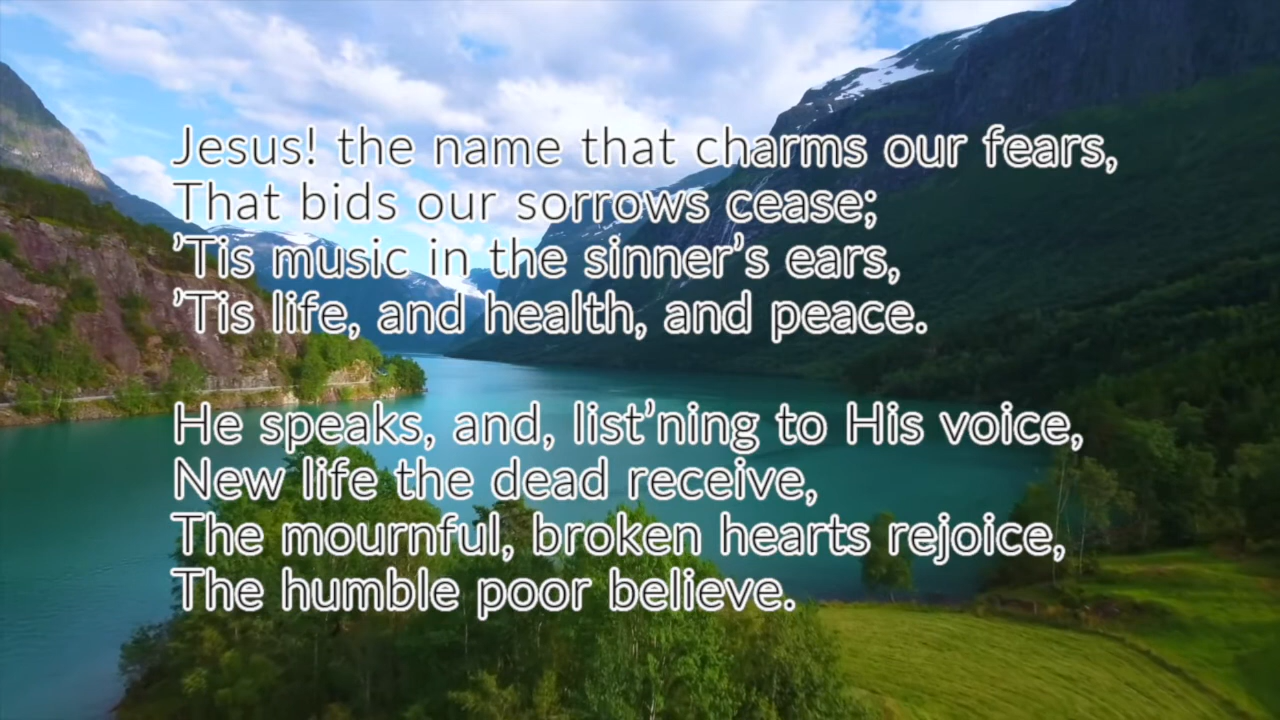 Jesus! the name that charms our fears,
That bids our sorrows cease;
’Tis music in the sinner’s ears,
’Tis life, and health, and peace.
He speaks, and, list’ning to His voice,
New life the dead receive,
The mournful, broken hearts rejoice,
The humble poor believe.